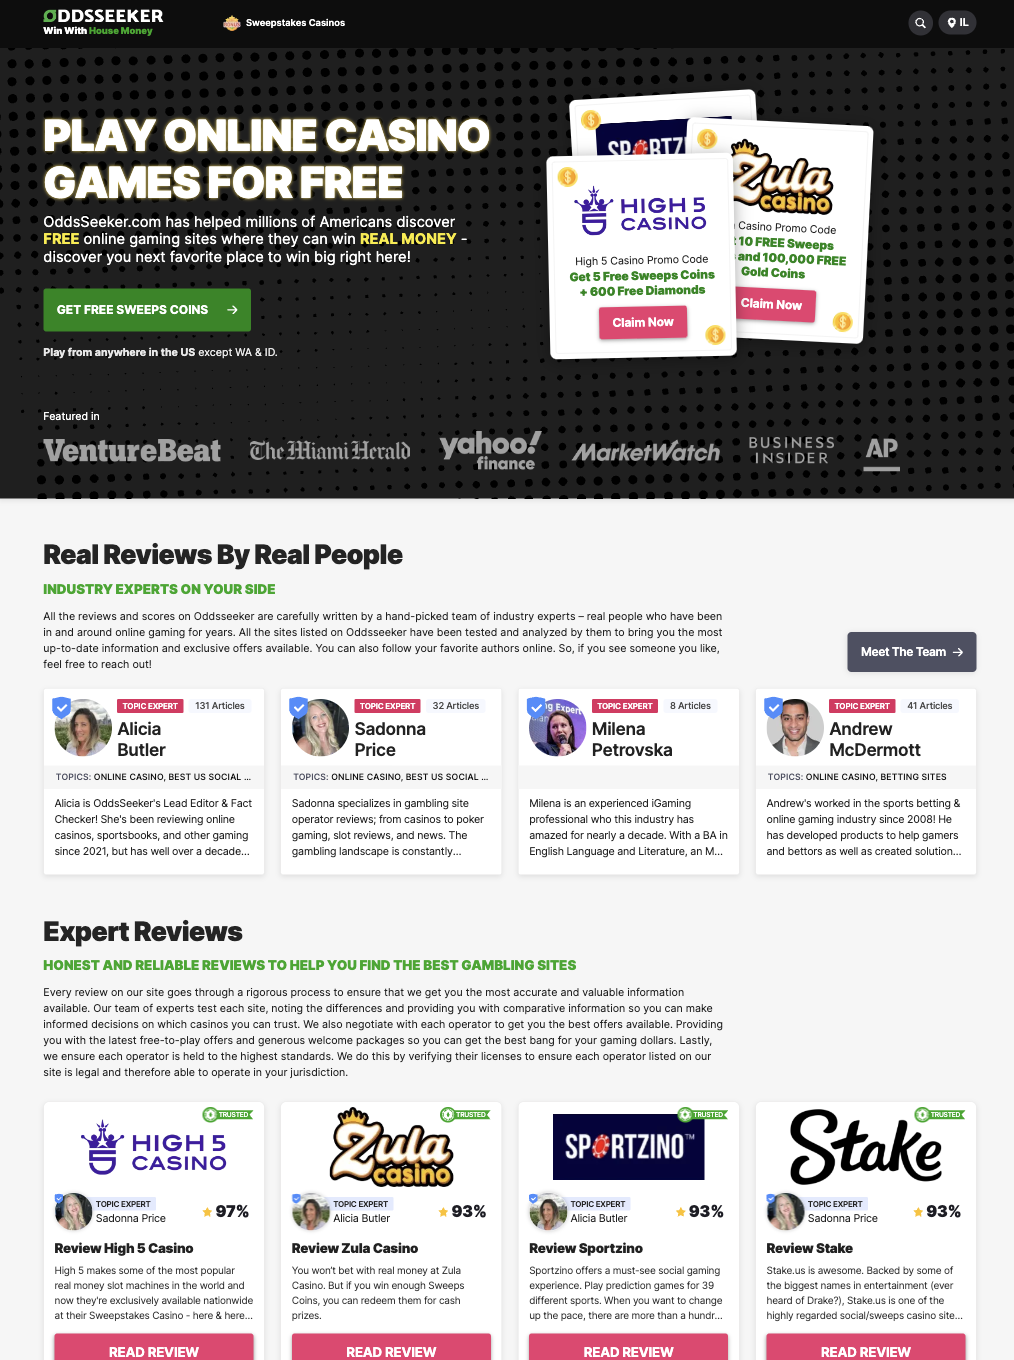 ODDSSEEKER
Win With House Money
Sweepstakes Casinos
IL
PLAY ONLINE CASINO
GAMES FOR FREE
OddsSeeker.com has helped millions of Americans discover
FREE online gaming sites where they can win REAL MONEY -
discover you next favorite place to win big right here!
GET FREE SWEEPS COINS
Play from anywhere in the US except WA & ID.
HIGH 5
CASINO
High 5 Casino Promo Code
Get 5 Free Sweeps Coins
+ 600 Free Diamonds
Claim Now
Zula
casino
Casino Promo Code
10 FREE Sweeps
and 100,000 FREE
Gold Coins
Claim Now
Featured in
VentureBeat
The Miami Herald
yahoo!
finance
MarketWatch
BUSINESS
INSIDER
AP
Real Reviews By Real People
INDUSTRY EXPERTS ON YOUR SIDE
All the reviews and scores on Oddsseeker are carefully written by a hand-picked team of industry experts – real people who have been
in and around online gaming for years. All the sites listed on Oddsseeker have been tested and analyzed by them to bring you the most
up-to-date information and exclusive offers available. You can also follow your favorite authors online. So, if you see someone you like,
feel free to reach out!
Meet The Team
TOPIC EXPERT 131 Articles
Alicia
Butler
TOPICS: ONLINE CASINO, BEST US SOCIAL ...
Alicia is OddsSeeker's Lead Editor & Fact
Checker! She's been reviewing online
casinos, sportsbooks, and other gaming
since 2021, but has well over a decade...
TOPIC EXPERT 32 Articles
Sadonna
Price
TOPICS: ONLINE CASINO, BEST US SOCIAL ...
Sadonna specializes in gambling site
operator reviews; from casinos to poker
gaming, slot reviews, and news. The
gambling landscape is constantly...
TOPIC EXPERT 8 Articles
Milena
Petrovska
Milena is an experienced iGaming
professional who this industry has
amazed for nearly a decade. With a BA in
English Language and Literature, an M...
TOPIC EXPERT 41 Articles
Andrew
McDermott
TOPICS: ONLINE CASINO, BETTING SITES
Andrew's worked in the sports betting &
online gaming industry since 2008! He
has developed products to help gamers
and bettors as well as created solution...
Expert Reviews
HONEST AND RELIABLE REVIEWS TO HELP YOU FIND THE BEST GAMBLING SITES
Every review on our site goes through a rigorous process to ensure that we get you the most accurate and valuable information
available. Our team of experts test each site, noting the differences and providing you with comparative information so you can make
informed decisions on which casinos you can trust. We also negotiate with each operator to get you the best offers available. Providing
you with the latest free-to-play offers and generous welcome packages so you can get the best bang for your gaming dollars. Lastly,
we ensure each operator is held to the highest standards. We do this by verifying their licenses to ensure each operator listed on our
site is legal and therefore able to operate in your jurisdiction.
TRUSTED
HIGH 5
CASINO
TOPIC EXPERT
Sadonna Price
97%
Review High 5 Casino
High 5 makes some of the most popular
real money slot machines in the world and
now they're exclusively available nationwide
at their Sweepstakes Casino - here & here...
READ REVIEW
TRUSTED
Zula
casino
TOPIC EXPERT
Alicia Butler
93%
Review Zula Casino
You won't bet with real money at Zula
Casino. But if you win enough Sweeps
Coins, you can redeem them for cash
prizes.
READ REVIEW
TRUSTED
SPORTZINO™
TOPIC EXPERT
Alicia Butler
93%
Review Sportzino
Sportzino offers a must-see social gaming
experience. Play prediction games for 39
different sports. When you want to change
up the pace, there are more than a hundr...
READ REVIEW
TRUSTED
Stake
TOPIC EXPERT
Sadonna Price
93%
Review Stake
Stake.us is awesome. Backed by some of
the biggest names in entertainment (ever
heard of Drake?), Stake.us is one of the
highly regarded social/sweeps casino site...
READ REVIEW